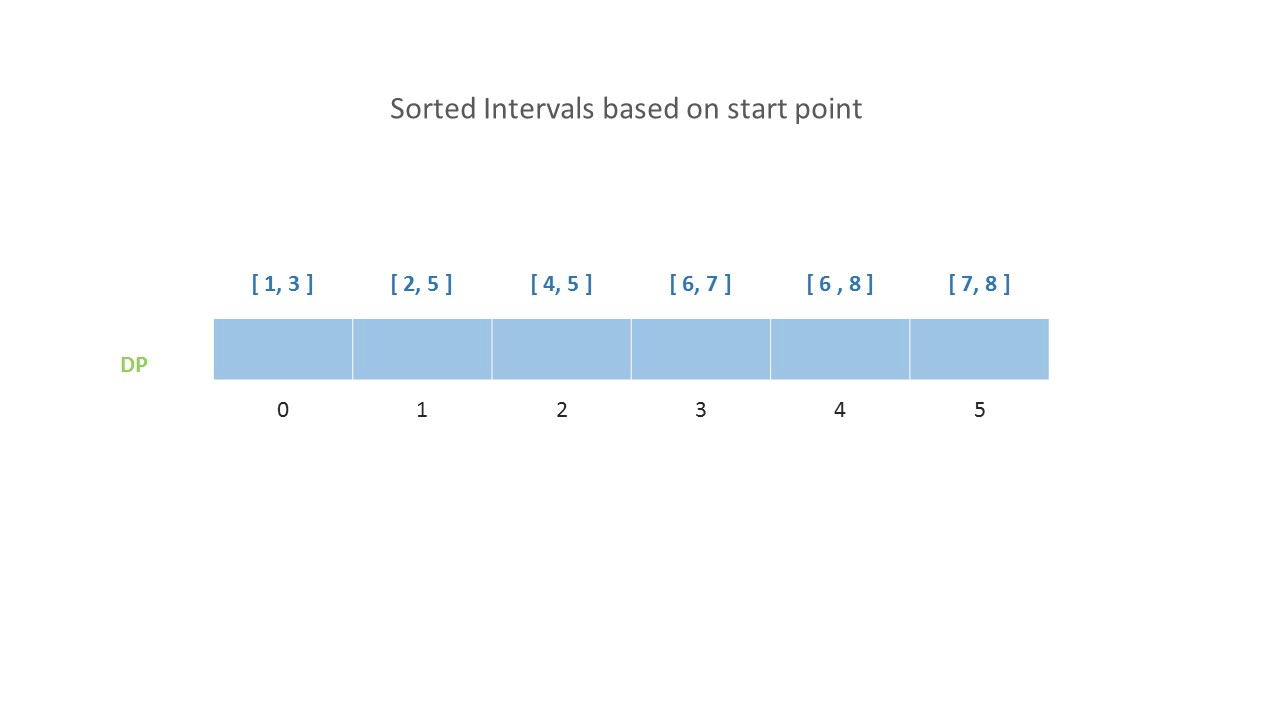 Sorted Intervals based on start point
[ 1, 3 ] [ 2, 5 ] [ 4, 5 ] [ 6, 7 ] [ 6 , 8 ] [ 7, 8 ]
DP
0 1 2 3 4 5